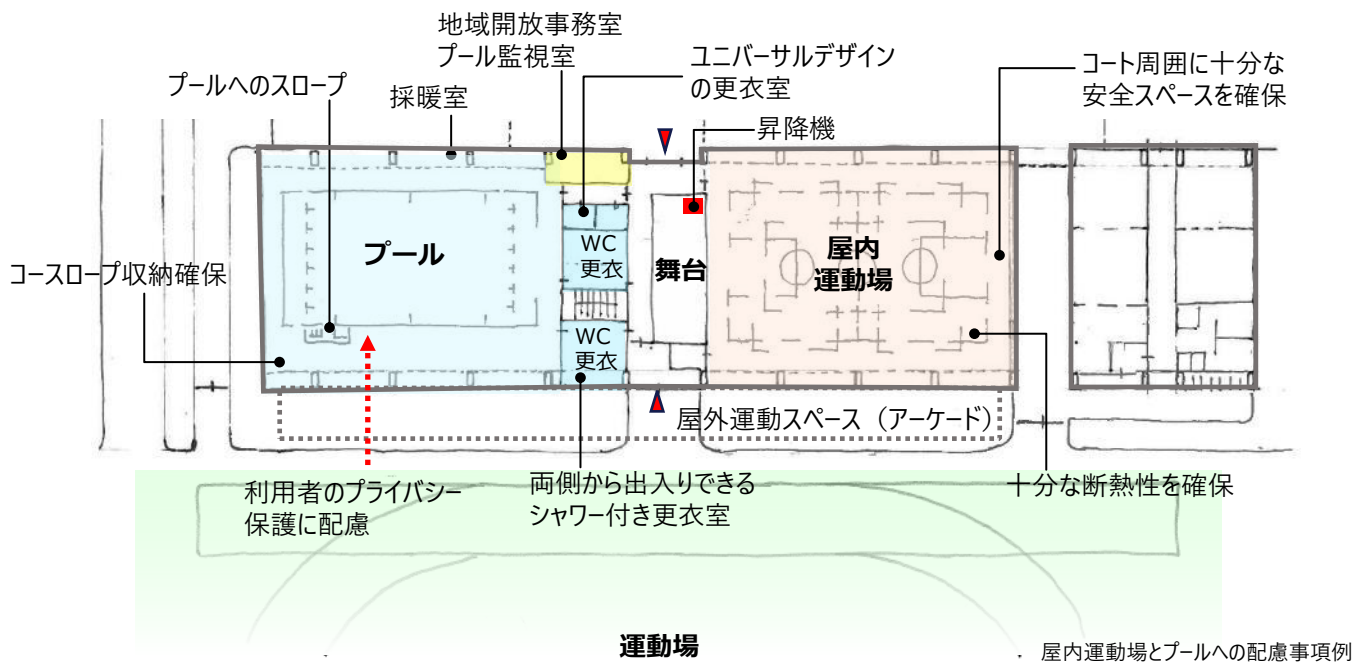 地域開放事務室
プール監視室
ユニバーサルデザイン
の更衣室
コート周囲に十分な
安全スペースを確保
プールへのスロープ
採暖室
昇降機
プール
WC
更衣
舞台
屋内
運動場
コースロープ収納確保
WC
更衣
屋外運動スペース（アーケード）
利用者のプライバシー
保護に配慮
両側から出入りできる
シャワー付き更衣室
十分な断熱性を確保
運動場
屋内運動場とプールへの配慮事項例